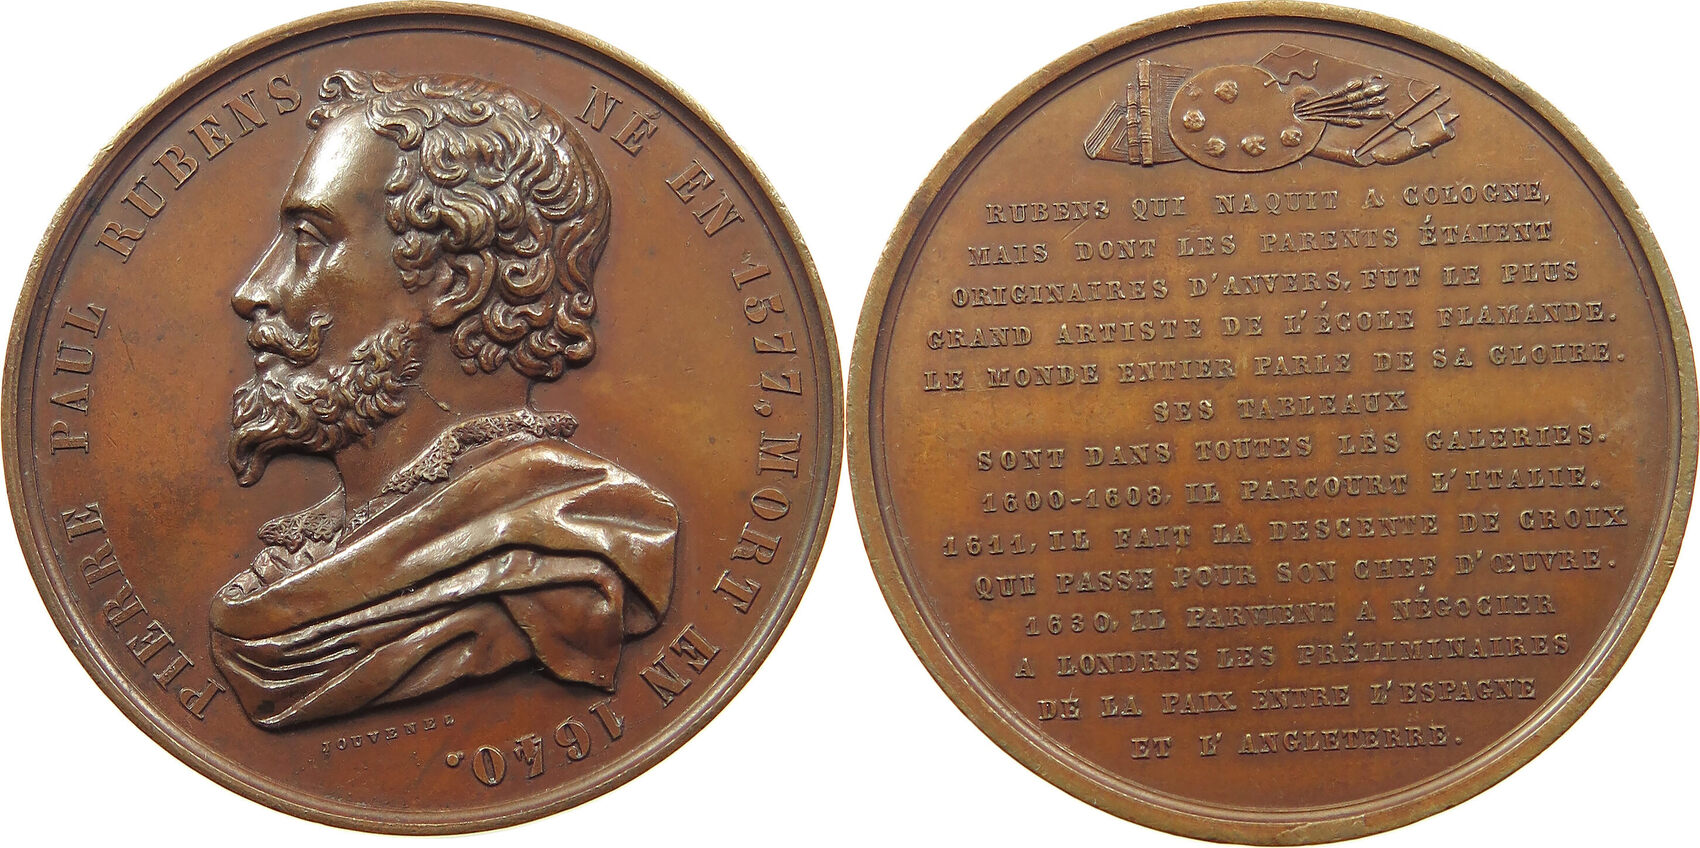 PIERRE PAUL RUBENS NÉ EN 1577, MORT EN 1640.
JOUVENEL
RUBENS QUI NAQUIT A COLOGNE,
MAIS DONT LES PARENTS ÉTAIENT
ORIGINAIRES D'ANVERS, FUT LE PLUS
GRAND ARTISTE DE L'ÉCOLE FLAMANDE.
LE MONDE ENTIER PARLE DE SA GLOIRE.
SES TABLEAUX
SONT DANS TOUTES LES GALERIES.
1600-1608, IL PARCOURT L'ITALIE.
1611, IL FAIT LA DESCENTE DE CROIX
QUI PASSE POUR SON CHEF D'ŒUVRE.
1630, IL PARVIENT A NÉGOCIER
A LONDRES LES PRÉLIMINAIRES
DE LA PAIX ENTRE L'ESPAGNE
ET L'ANGLETERRE.